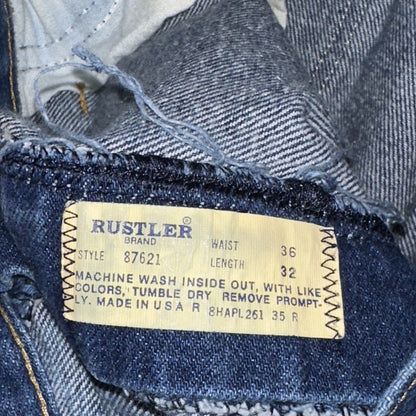 RUSTLER®
BRAND WAIST 36
STYLE 87621 LENGTH 32
MACHINE WASH INSIDE OUT, WITH LIKE
COLORS, TUMBLE DRY REMOVE PROMPT-
LY. MADE IN U S A R 8HAPL261 35 R